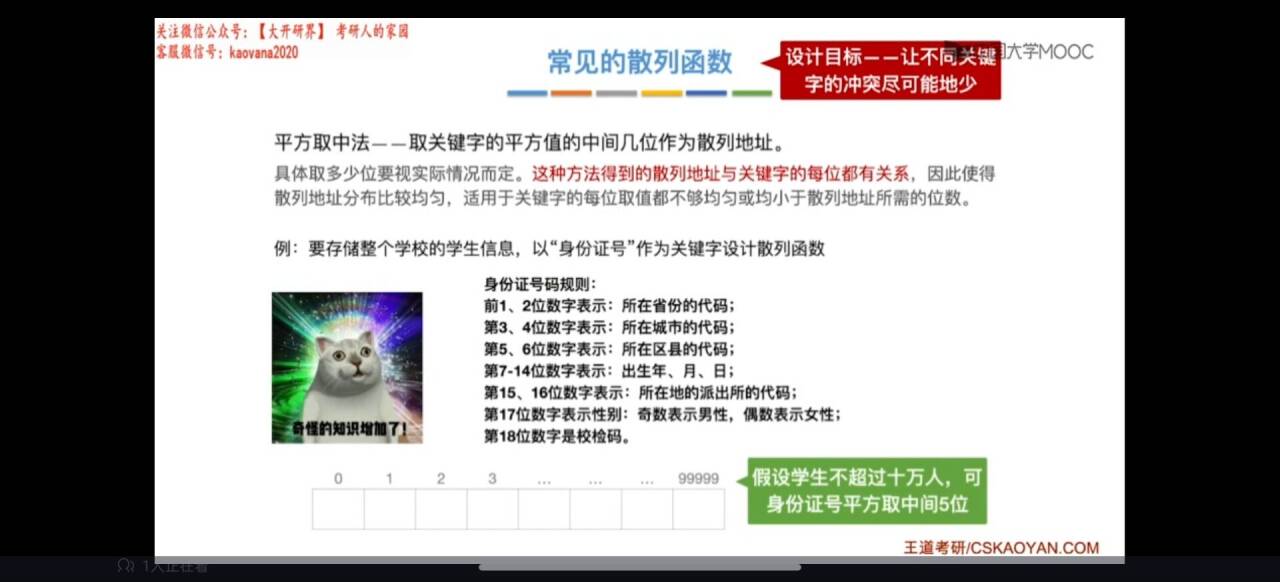 关注微信公众号:【大开研界】 考研人的家园
客服微信号: kaovana2020
常见的散列函数
设计目标——让不同关键
字的冲突尽可能地少
国大学MOOC
平方取中法——取关键字的平方值的中间几位作为散列地址。
具体取多少位要视实际情况而定。这种方法得到的散列地址与关键字的每位都有关系，因此使得
散列地址分布比较均匀，适用于关键字的每位取值都不够均匀或均小于散列地址所需的位数。
例：要存储整个学校的学生信息，以“身份证号”作为关键字设计散列函数
身份证号码规则：
前1、2位数字表示：所在省份的代码；
第3、4位数字表示：所在城市的代码；
第5、6位数字表示：所在区县的代码；
第7-14位数字表示：出生年、月、日；
第15、16位数字表示：所在地的派出所的代码；
第17位数字表示性别：奇数表示男性，偶数表示女性；
第18位数字是校检码。
奇怪的知识增加了!
0 1 2 3 ... ... ... 99999
假设学生不超过十万人，可
身份证号平方取中间5位
王道考研/CSKAOYAN.COM
1人正在看